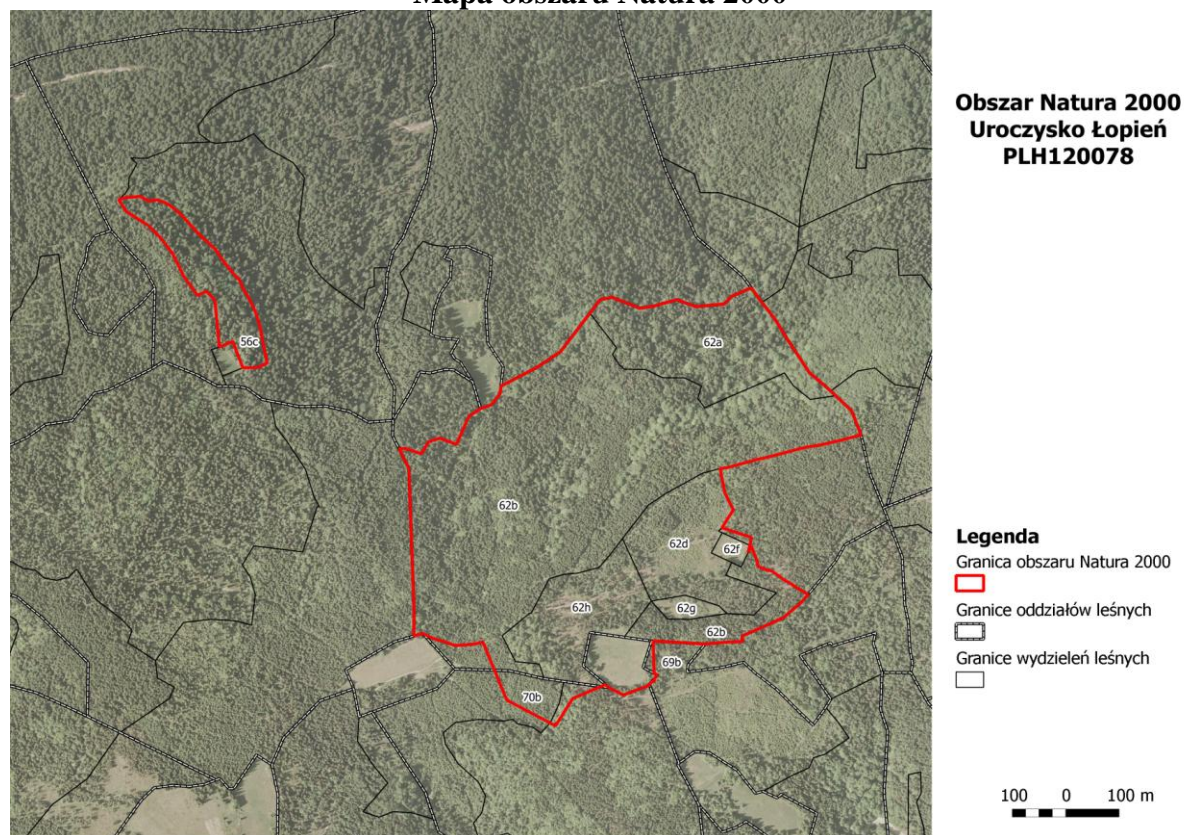 Mapa obszaru Natura 2000
Obszar Natura 2000
Uroczysko Łopień
PLH120078
56c
62a
62b
62d
62f
62h
62g
62b
69b
70b
Legenda
Granica obszaru Natura 2000
Granice oddziałów leśnych
Granice wydzieleń leśnych
100 0 100 m